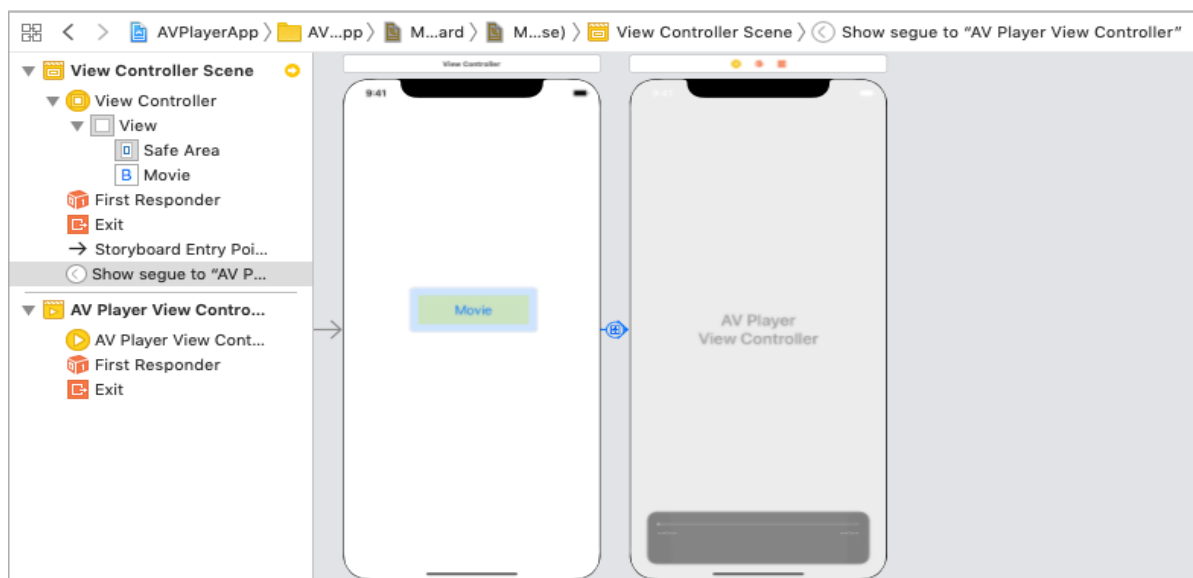 AVPlayerApp 〉 AV...pp 〉 M...ard 〉 M...se) 〉 View Controller Scene 〉 Show segue to “AV Player View Controller”
View Controller Scene
View Controller
View
Safe Area
B Movie
First Responder
Exit
Storyboard Entry Poi...
Show segue to “AV P...
AV Player View Contro...
AV Player View Cont...
First Responder
Exit
View Controller
9:41
Movie
9:41
AV Player
View Controller